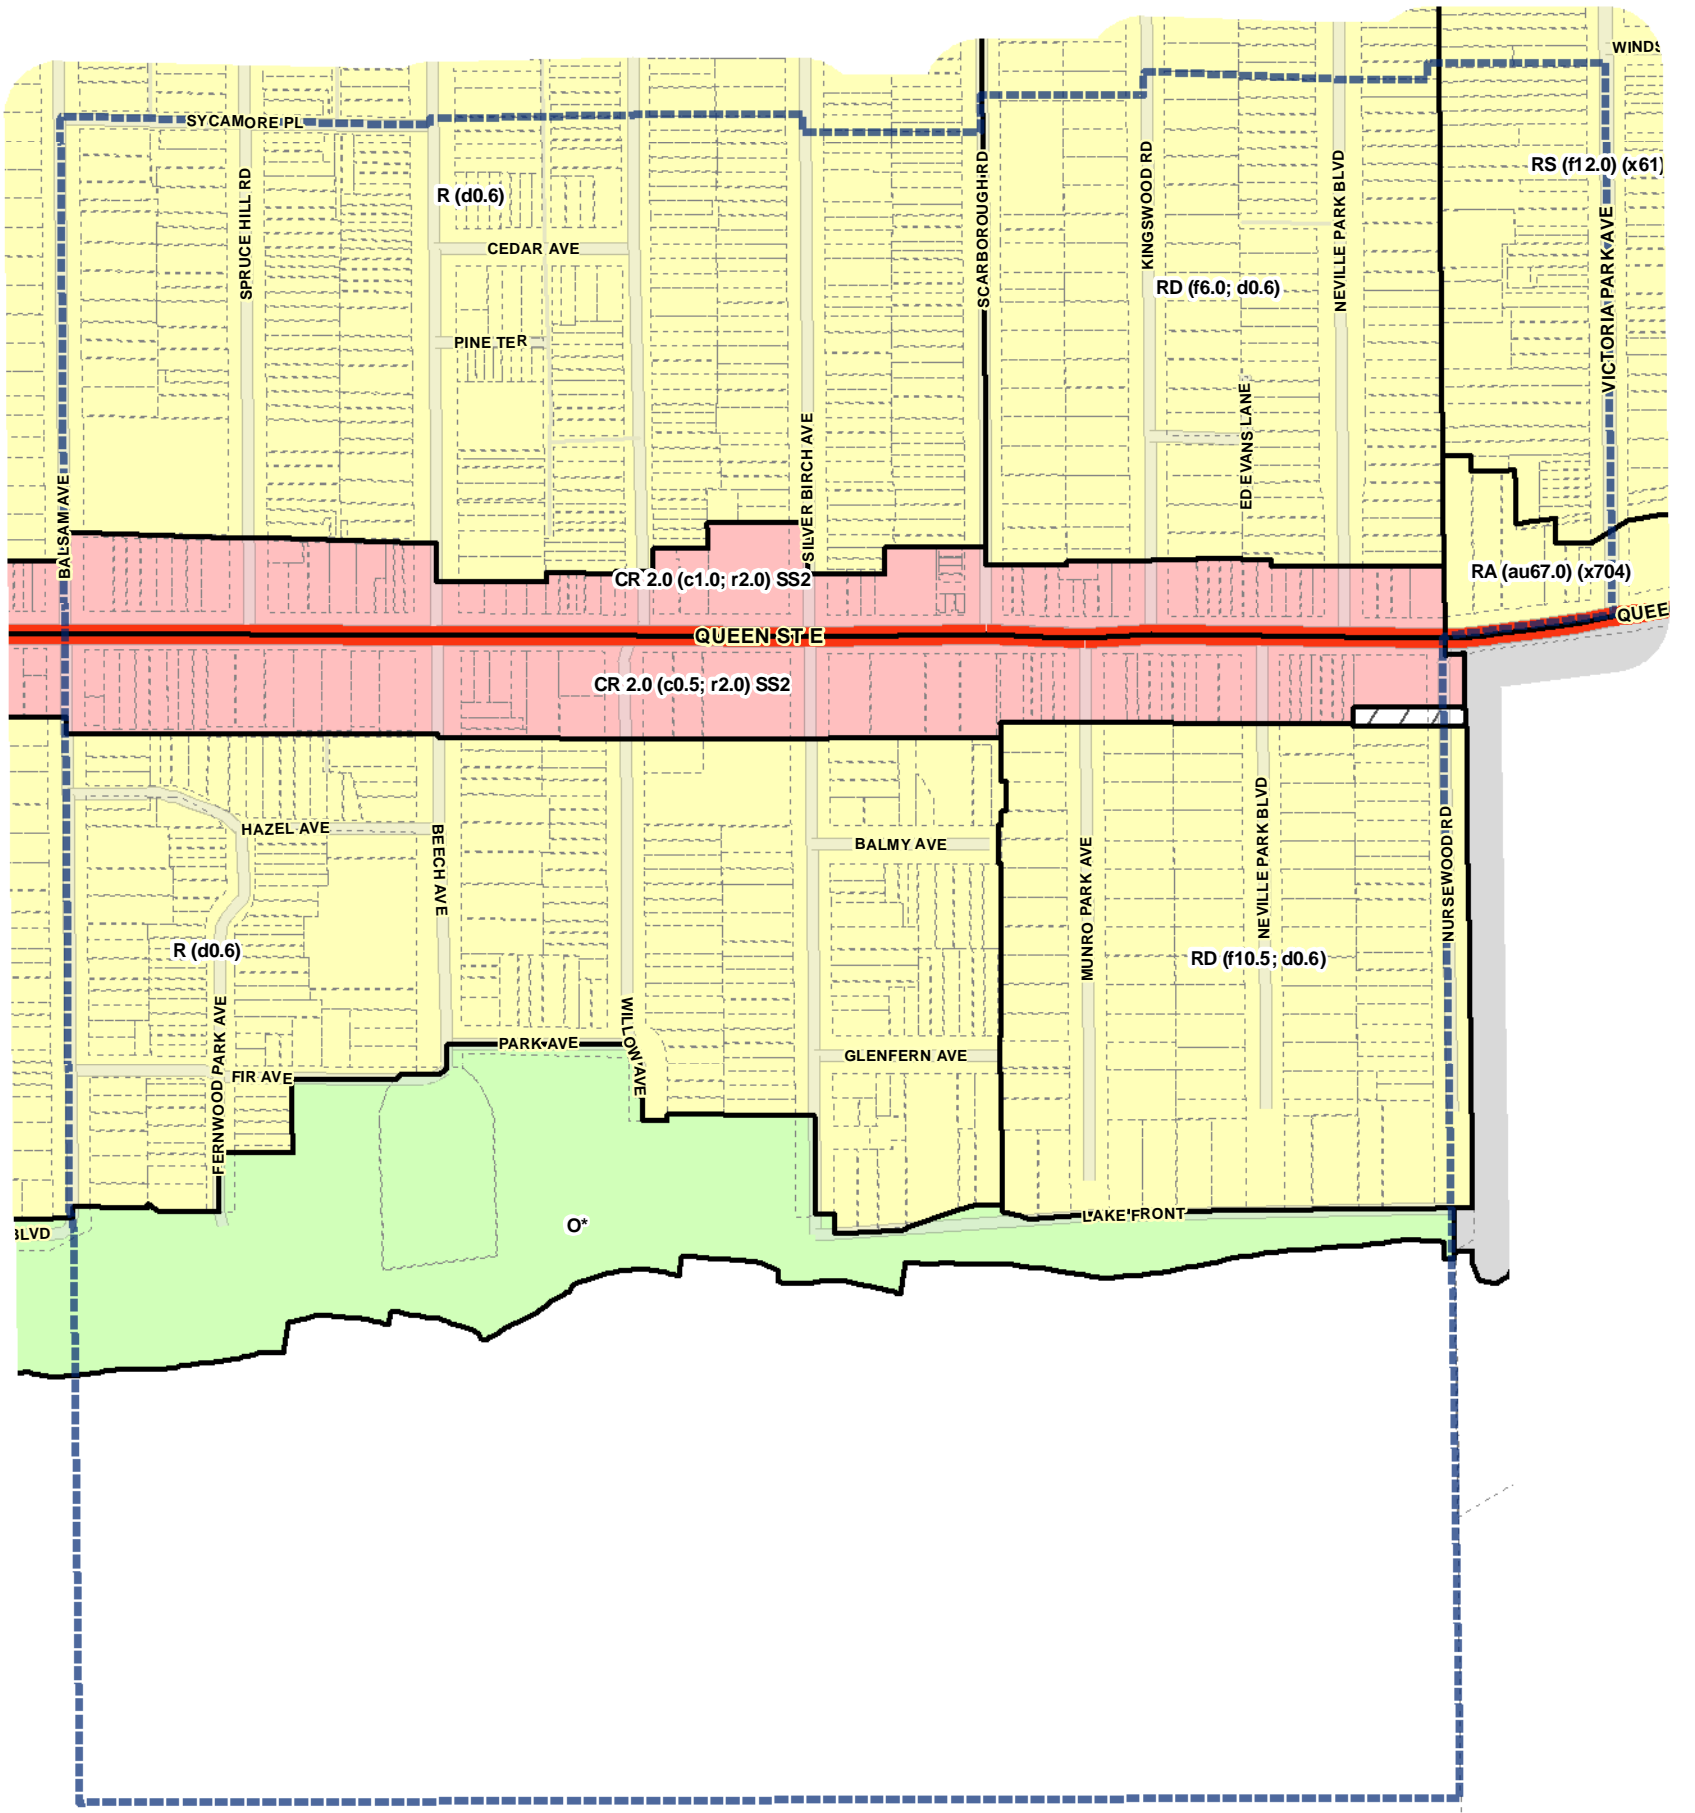 WINDS
SYCAMORE PL
RS (f12.0) (x61)
R (d0.6)
SPRUCE HILL RD
SCARBOROUGH RD
KINGSWOOD RD
NEVILLE PARK BLVD
VICTORIA PARK AVE
CEDAR AVE
RD (f6.0; d0.6)
PINE TER
ED EVANS LANE
BALSAM AVE
SILVER BIRCH AVE
CR 2.0 (c1.0; r2.0) SS2
RA (au67.0) (x704)
QUEE
QUEEN ST E
CR 2.0 (c0.5; r2.0) SS2
HAZEL AVE
BEECH AVE
BALMY AVE
MUNRO PARK AVE
NEVILLE PARK BLVD
NURSEWOOD RD
R (d0.6)
RD (f10.5; d0.6)
FERNWOOD PARK AVE
WILLOW AVE
PARK AVE
GLENFERN AVE
FIR AVE
LAKE FRONT
O*
BLVD